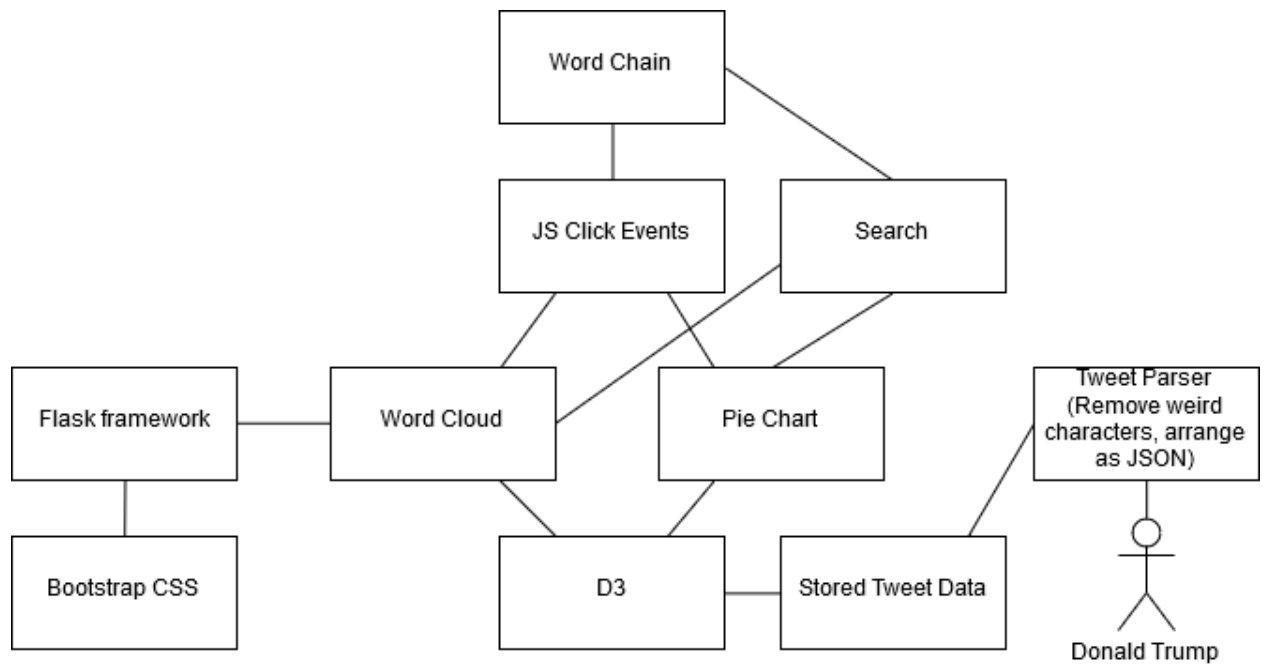 Word Chain
JS Click Events
Search
Flask framework
Word Cloud
Pie Chart
Tweet Parser
(Remove weird
characters, arrange
as JSON)
Bootstrap CSS
D3
Stored Tweet Data
Donald Trump